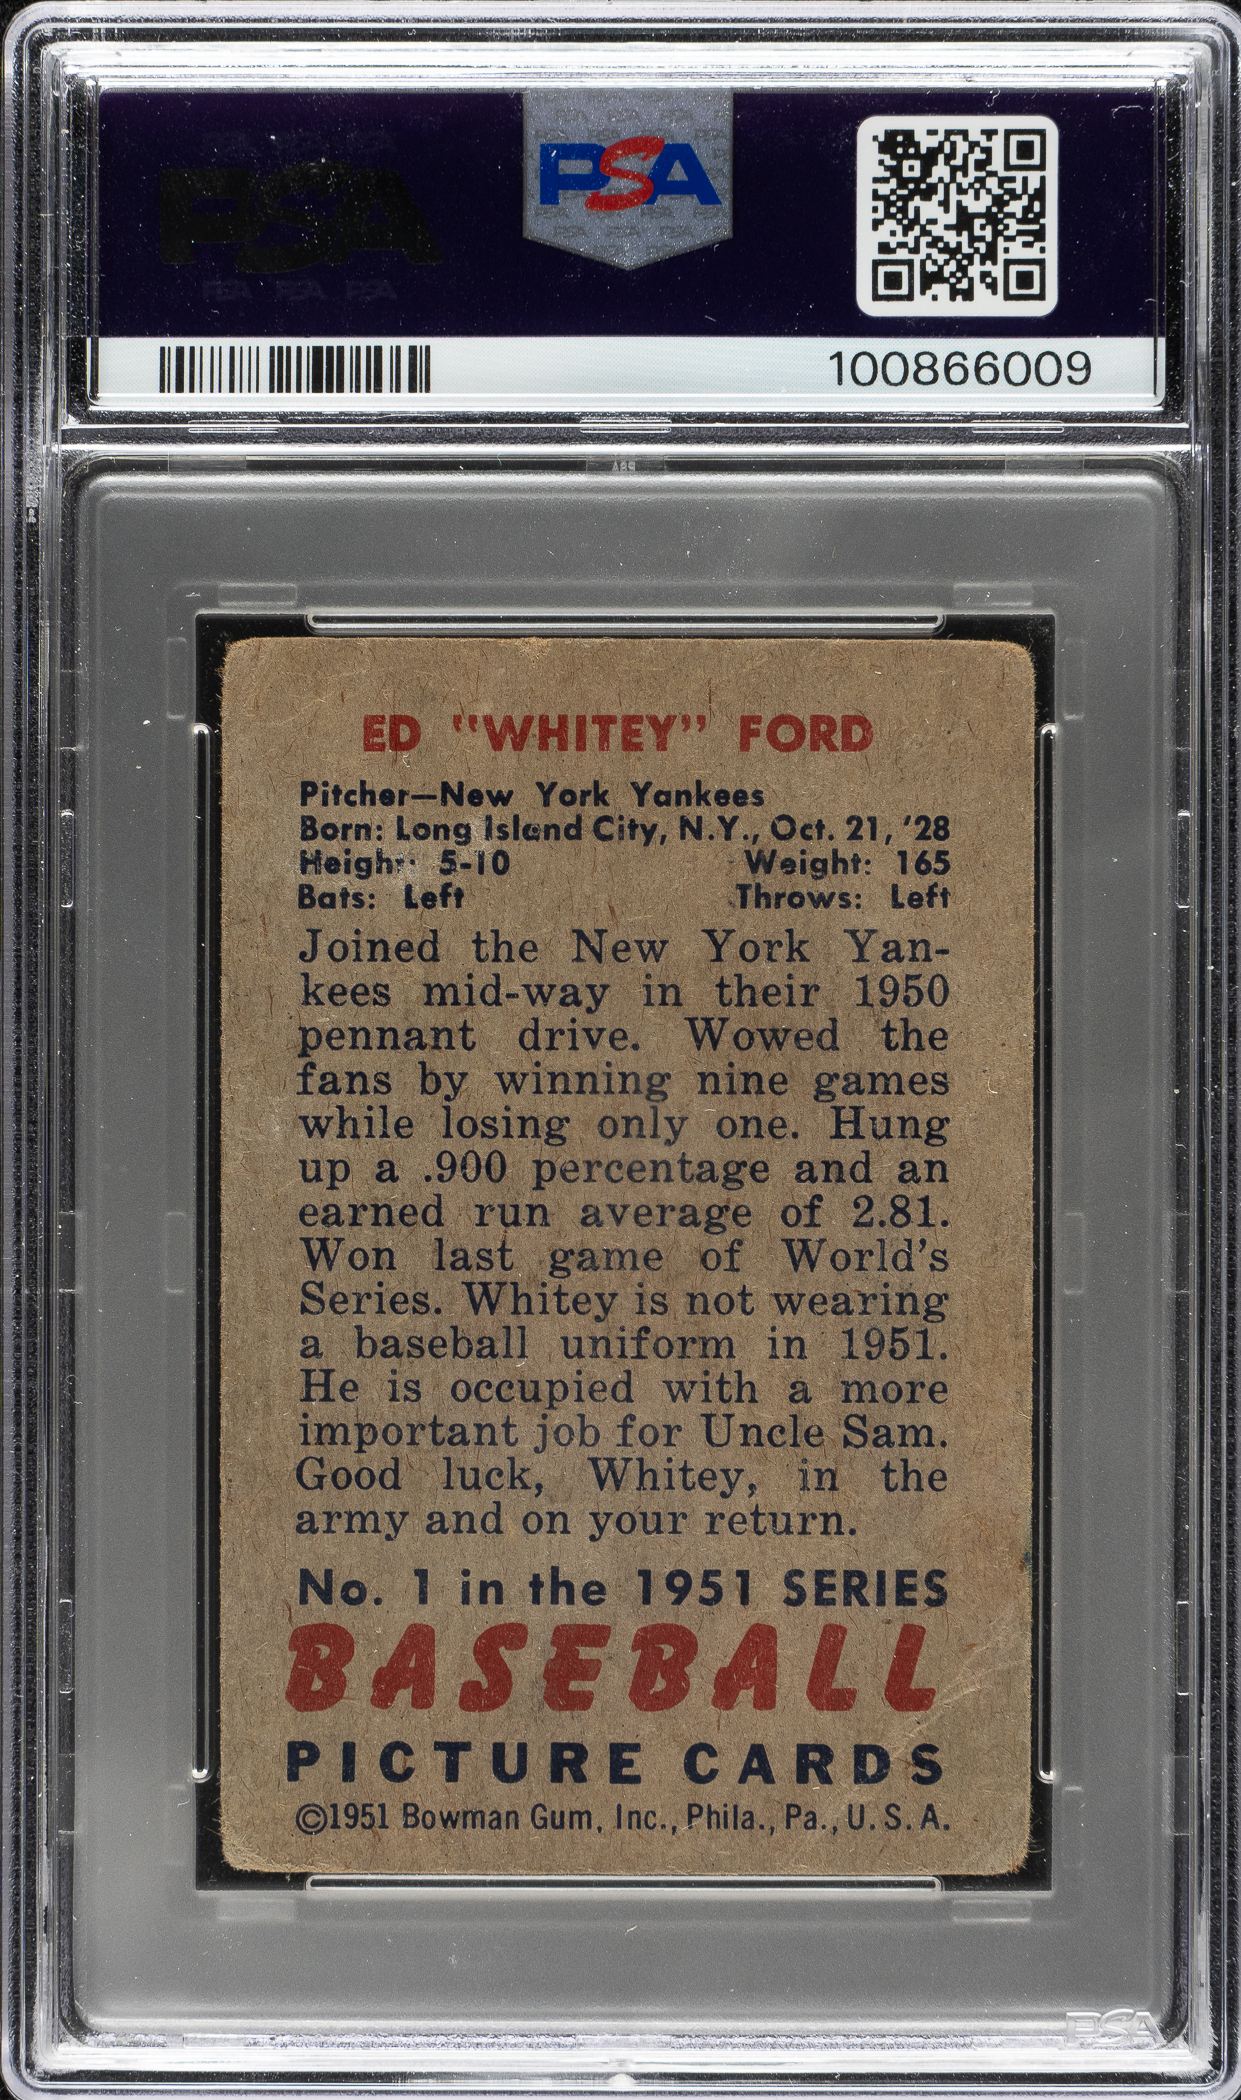 PSA
100866009
ED "WHITEY" FORD
Pitcher—New York Yankees
Born: Long Island City, N.Y., Oct. 21, '28
Height: 5-10 Weight: 165
Bats: Left Throws: Left
Joined the New York Yan-
kees mid-way in their 1950
pennant drive. Wowed the
fans by winning nine games
while losing only one. Hung
up a .900 percentage and an
earned run average of 2.81.
Won last game of World's
Series. Whitey is not wearing
a baseball uniform in 1951.
He is occupied with a more
important job for Uncle Sam.
Good luck, Whitey, in the
army and on your return.
No. 1 in the 1951 SERIES
BASEBALL
PICTURE CARDS
©1951 Bowman Gum, Inc., Phila., Pa., U.S.A.
PSA